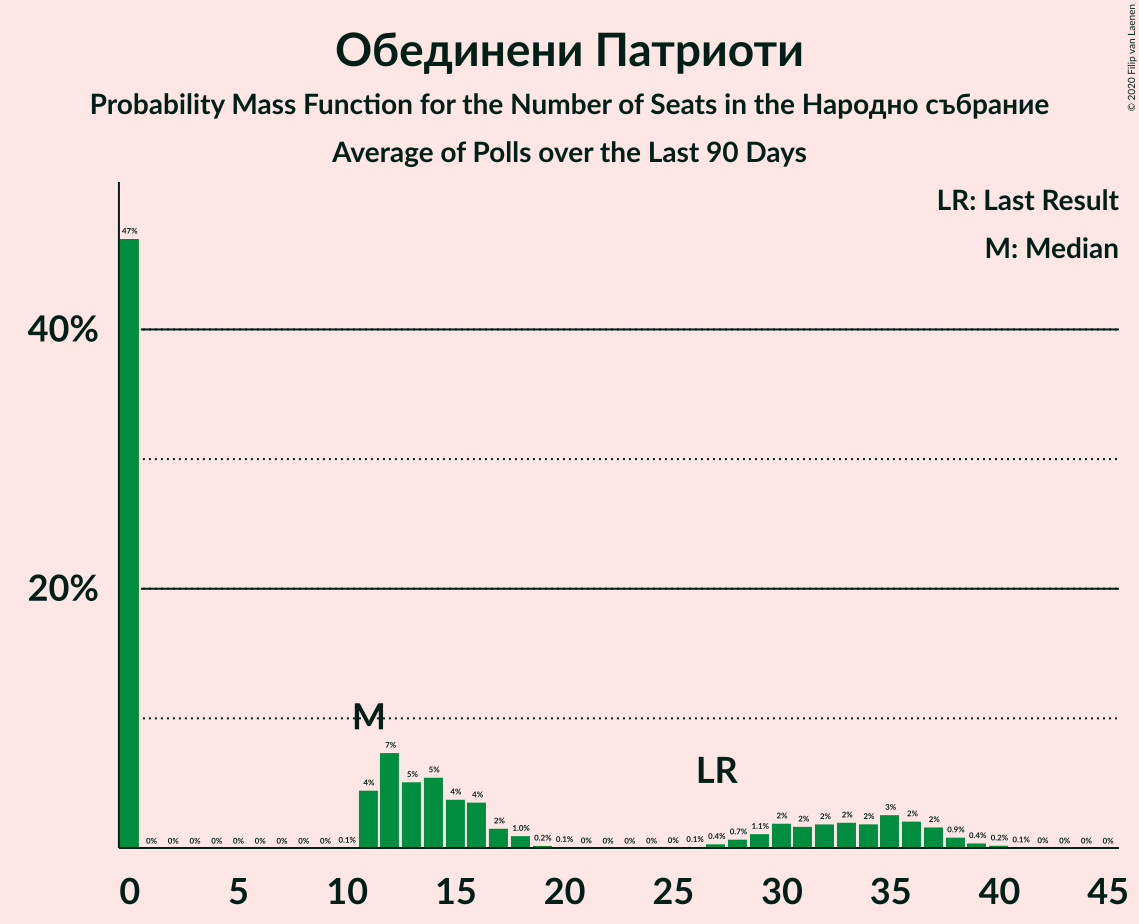 Обединени Патриоти
Probability Mass Function for the Number of Seats in the Народно събрание
Average of Polls over the Last 90 Days
© 2020 Filip van Laenen
LR: Last Result
M: Median
40%
20%
M
LR
47% 0% 0% 0% 0% 0% 0% 0% 0% 0% 0.1% 4% 7% 5% 5% 4% 4% 2% 1.0% 0.2% 0.1% 0% 0% 0% 0% 0% 0.1% 0.4% 0.7% 1.1% 2% 2% 2% 2% 2% 3% 2% 2% 0.9% 0.4% 0.2% 0.1% 0% 0% 0% 0%
0 5 10 15 20 25 30 35 40 45